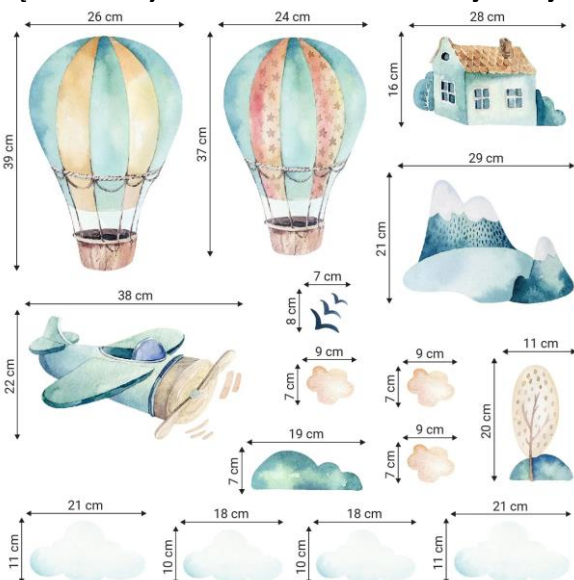 26 cm
24 cm
28 cm
39 cm
37 cm
16 cm
29 cm
21 cm
7 cm
8 cm
38 cm
22 cm
9 cm
7 cm
9 cm
7 cm
11 cm
20 cm
19 cm
7 cm
9 cm
7 cm
21 cm
11 cm
18 cm
10 cm
18 cm
10 cm
21 cm
11 cm